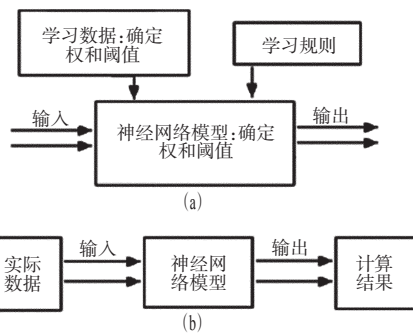 学习数据:确定
权和阈值
学习规则
输入
神经网络模型:确定
权和阈值
输出
(a)
实际
数据
输入
神经网
络模型
输出
计算
结果
(b)